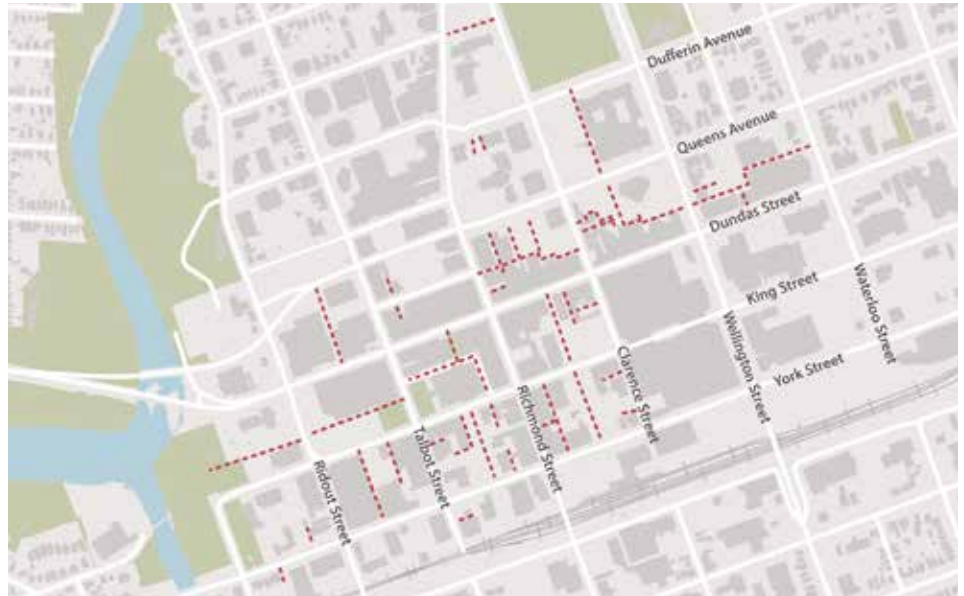 Dufferin Avenue
Queens Avenue
Dundas Street
King Street
York Street
Waterloo Street
Wellington Street
Clarence Street
Richmond Street
Talbot Street
Ridout Street